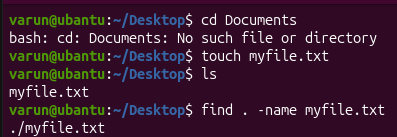 varun@ubantu:~/Desktop$ cd Documents
bash: cd: Documents: No such file or directory
varun@ubantu:~/Desktop$ touch myfile.txt
varun@ubantu:~/Desktop$ ls
myfile.txt
varun@ubantu:~/Desktop$ find . -name myfile.txt
./myfile.txt